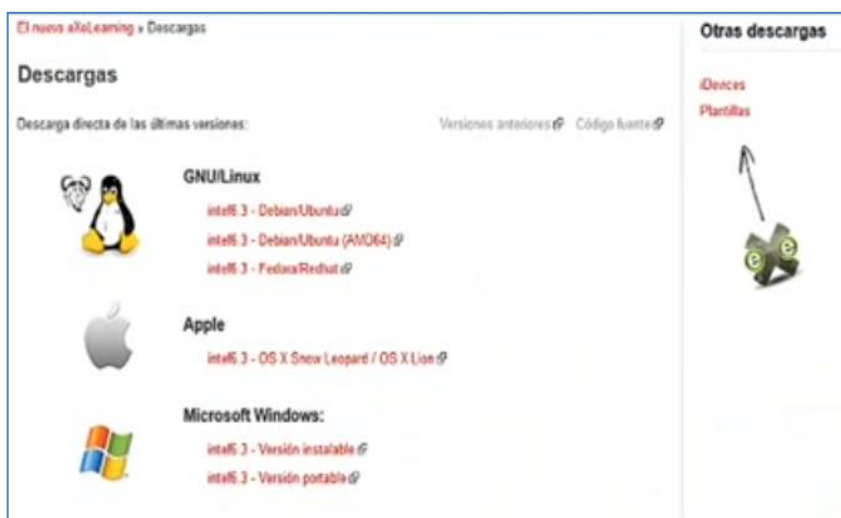 El nuevo eXeLearning » Descargas
Descargas
Descarga directa de las últimas versiones:
Versiones anteriores Código fuente
GNU/Linux
intef6.3 - Debian/Ubuntu
intef6.3 - Debian/Ubuntu (AMD64)
intef6.3 - Fedora/Redhat
Apple
intef6.3 - OS X Snow Leopard / OS X Lion
Microsoft Windows:
intef6.3 - Versión instalable
intef6.3 - Versión portable
Otras descargas
iDevices
Plantillas
e e